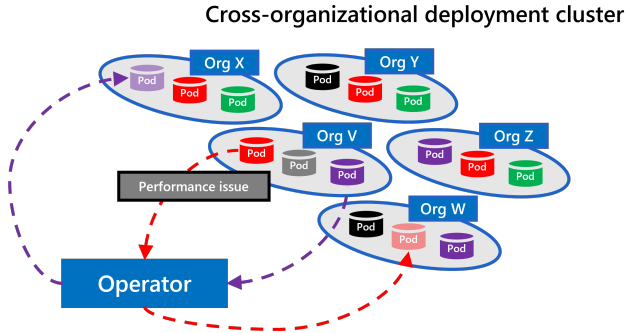 Cross-organizational deployment cluster
Org X
Pod
Pod
Pod
Org Y
Pod
Pod
Pod
Org V
Pod
Pod
Pod
Org Z
Pod
Pod
Pod
Performance issue
Org W
Pod
Pod
Pod
Operator